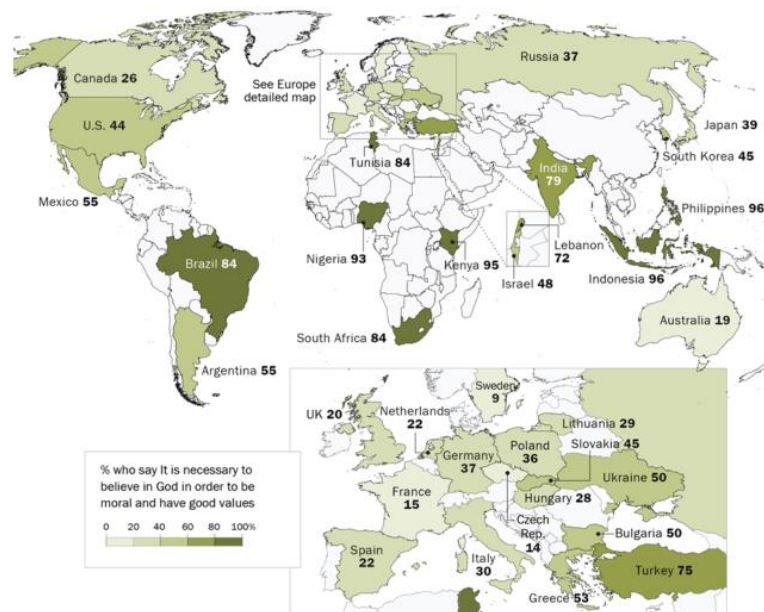 Russia 37
Canada 26
See Europe
detailed map
U.S. 44
Japan 39
South Korea 45
Tunisia 84
India
79
Mexico 55
Philippines 96
Lebanon
72
Nigeria 93
Kenya 95
Brazil 84
Israel 48
Indonesia 96
Australia 19
South Africa 84
Argentina 55
Sweden
9
UK 20
Netherlands
22
Lithuania 29
Slovakia
45
Poland
36
Germany
37
Ukraine 50
France
15
Hungary 28
Czech
Rep.
14
Bulgaria
50
Spain
22
Italy
30
Turkey 75
Greece 53
% who say It is necessary to
believe in God in order to be
moral and have good values
0 20 40 60 80 100%